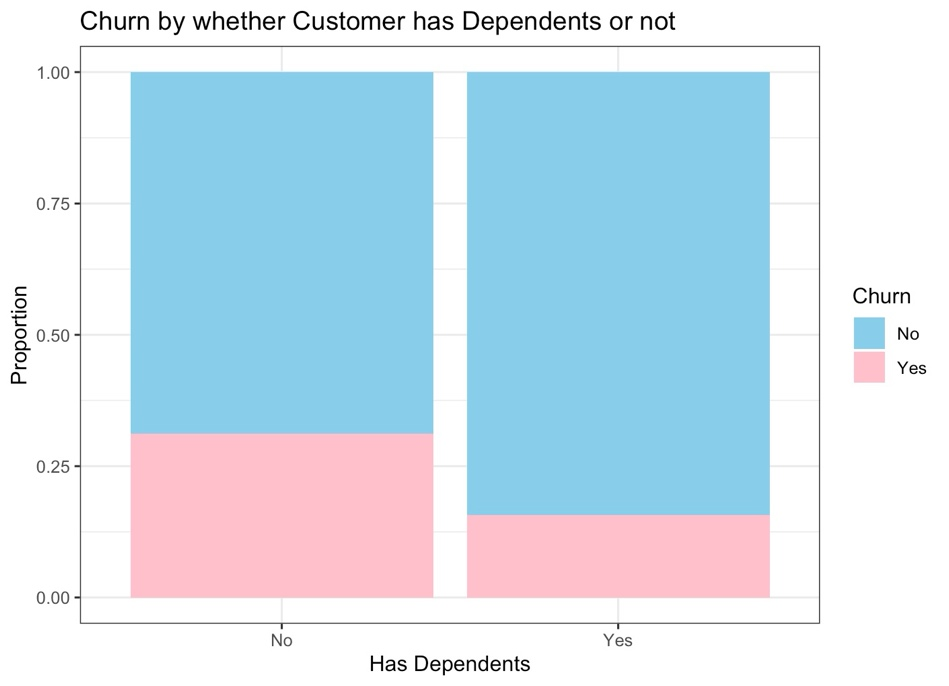 Churn by whether Customer has Dependents or not
1.00
0.75
0.50
0.25
0.00
Proportion
No
Yes
Has Dependents
Churn
No
Yes